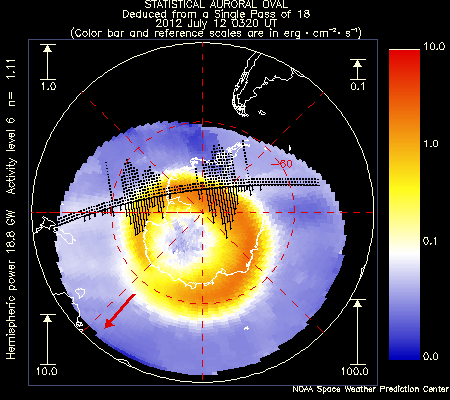 STATISTICAL AURORAL OVAL
Deduced from a Single Pass of 18
2012 July 12 0320 UT
(Color bar and reference scales are in erg·cm⁻²·s⁻¹)
Hemispheric power 18.8 GW Activity level 6 n= 1.11
1.0
0.1
10.0
100.0
-60
10.0
1.0
0.1
0.0
NOAA Space Weather Prediction Center